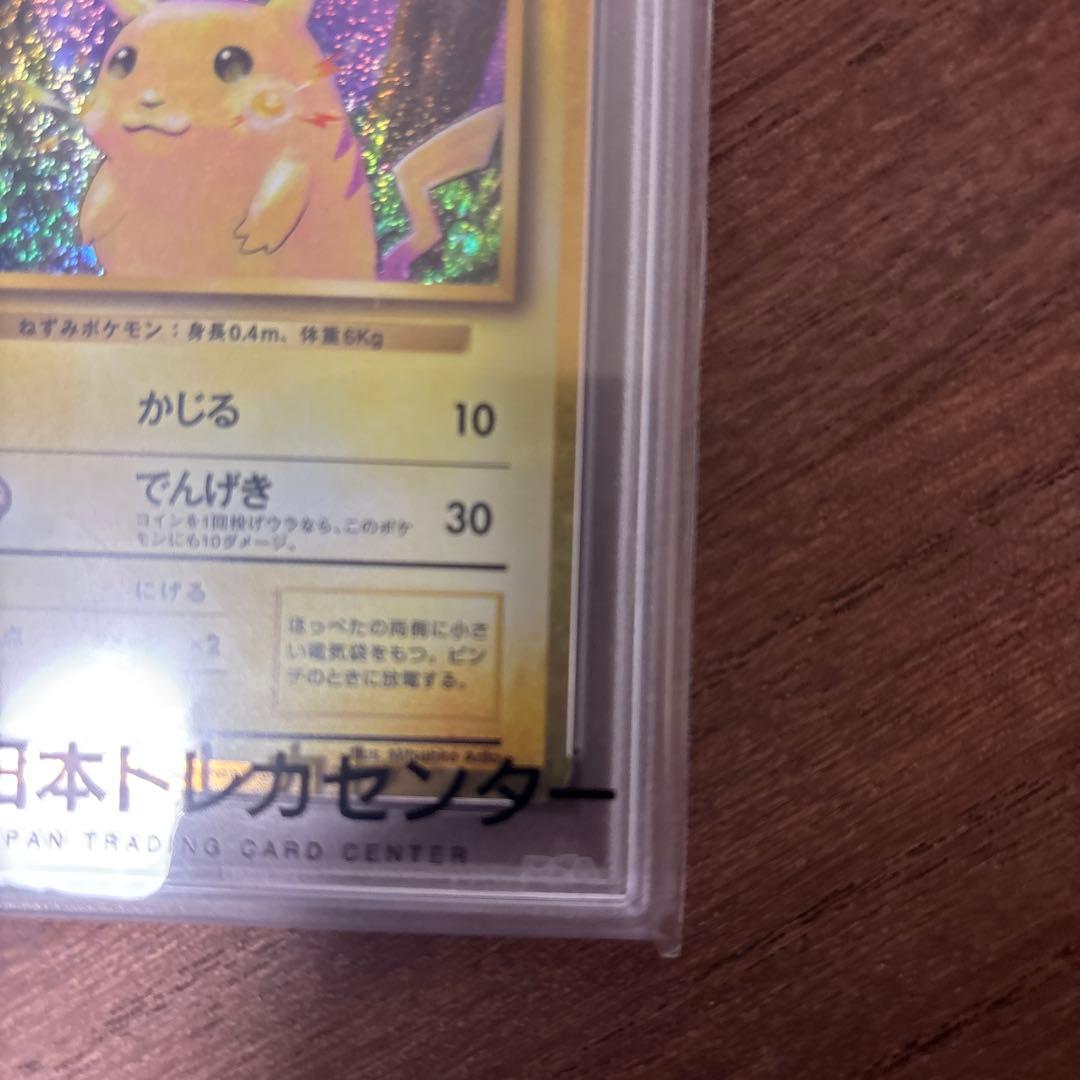 ねずみポケモン：身長0.4m、体重6Kg
かじる 10
でんげき 30
コインを1回投げウラなら、このポケ
モンにも10ダメージ。
にげる
ほっぺたの両側に小さ
い電気袋をもつ。ピン
チのときに放電する。
点 ×2
Illus. Mitsuhiro Arita
日本トレカセンター
PAN TRADING CARD CENTER
PSA